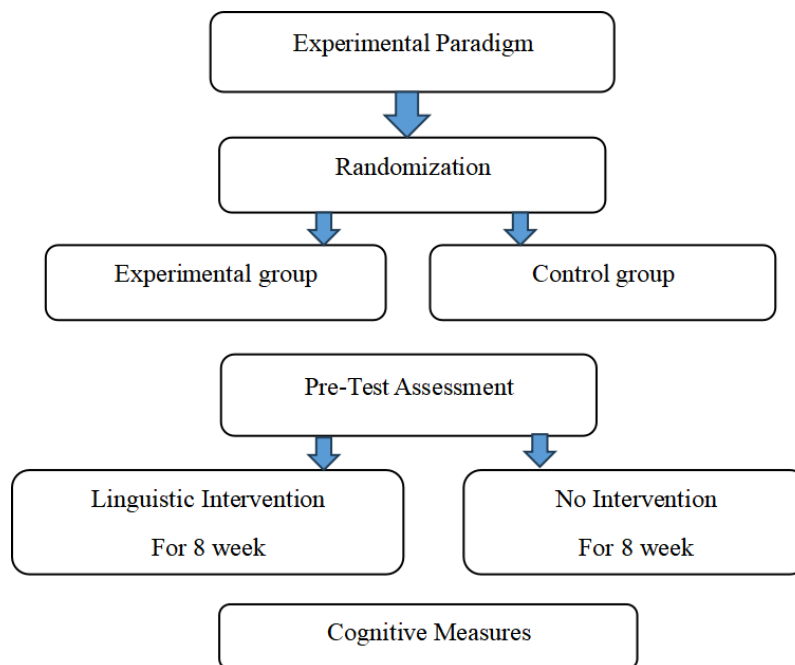 Experimental Paradigm
Randomization
Experimental group
Control group
Pre-Test Assessment
Linguistic Intervention
For 8 week
No Intervention
For 8 week
Cognitive Measures